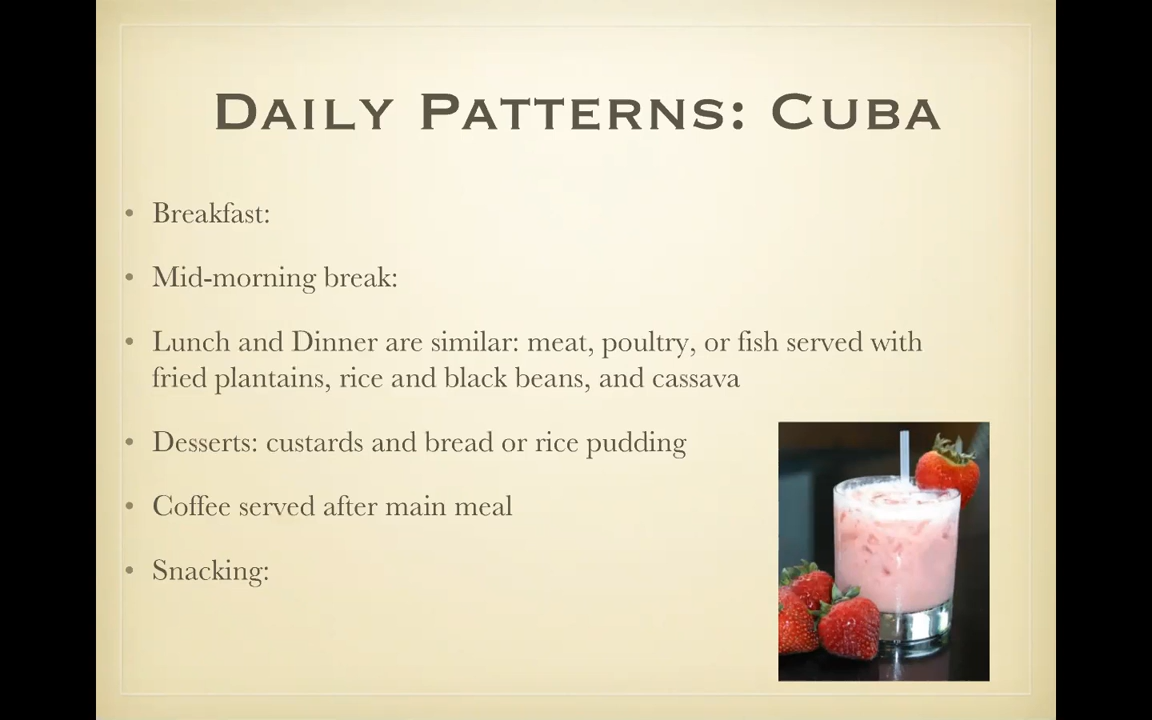 Daily Patterns: Cuba
• Breakfast:
• Mid-morning break:
• Lunch and Dinner are similar: meat, poultry, or fish served with
fried plantains, rice and black beans, and cassava
• Desserts: custards and bread or rice pudding
• Coffee served after main meal
• Snacking: